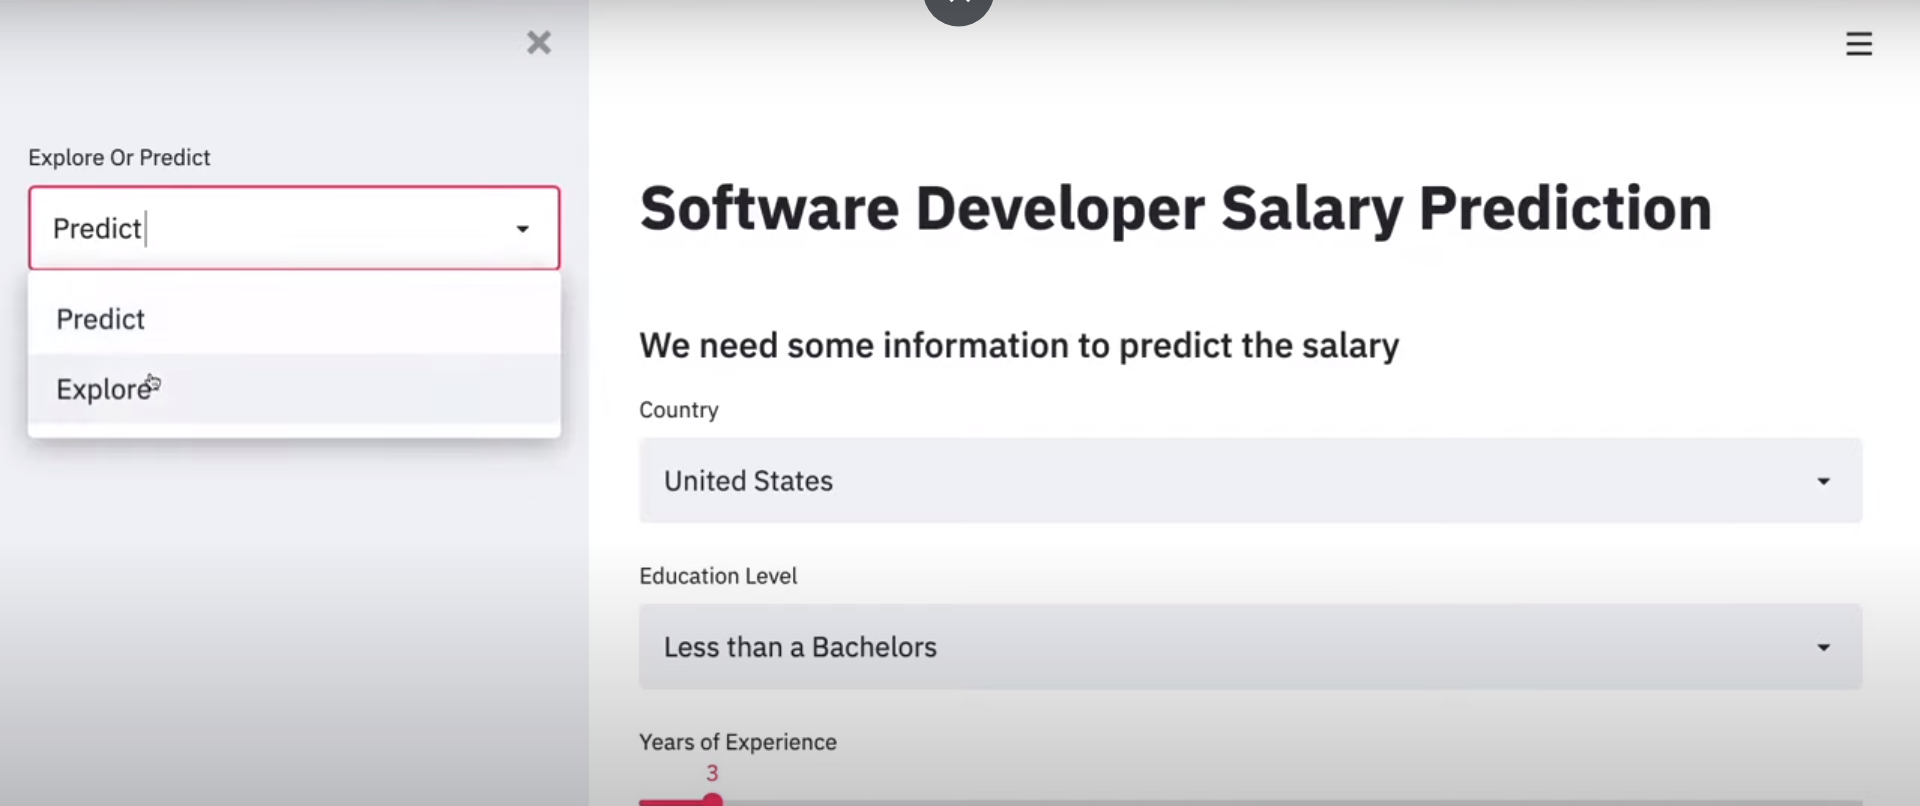 Explore Or Predict
Predict
Predict
Explore
Software Developer Salary Prediction
We need some information to predict the salary
Country
United States
Education Level
Less than a Bachelors
Years of Experience
3